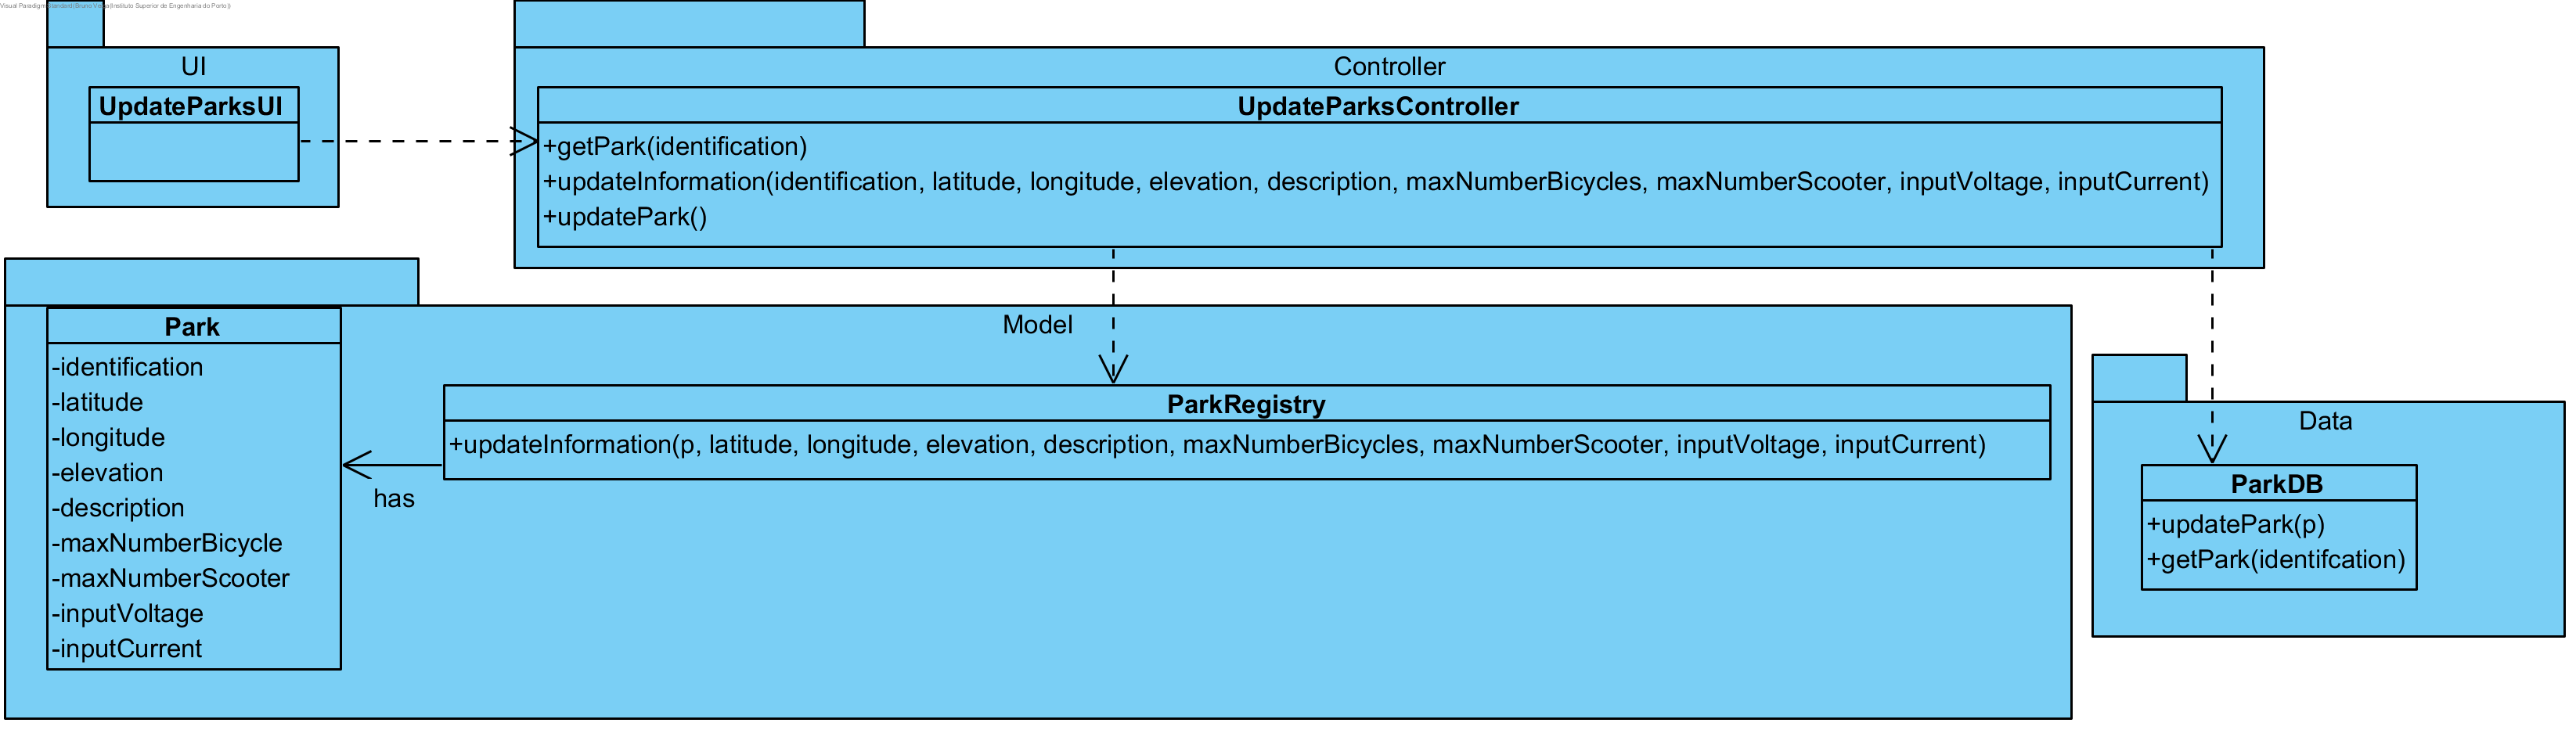 Visual Paradigm Standard(Bruno Veiga(Instituto Superior de Engenharia do Porto))
UI
UpdateParksUI
Controller
UpdateParksController
+getPark(identification)
+updateInformation(identification, latitude, longitude, elevation, description, maxNumberBicycles, maxNumberScooter, inputVoltage, inputCurrent)
+updatePark()
Model
Park
-identification
-latitude
-longitude
-elevation
-description
-maxNumberBicycle
-maxNumberScooter
-inputVoltage
-inputCurrent
has
ParkRegistry
+updateInformation(p, latitude, longitude, elevation, description, maxNumberBicycles, maxNumberScooter, inputVoltage, inputCurrent)
Data
ParkDB
+updatePark(p)
+getPark(identifcation)